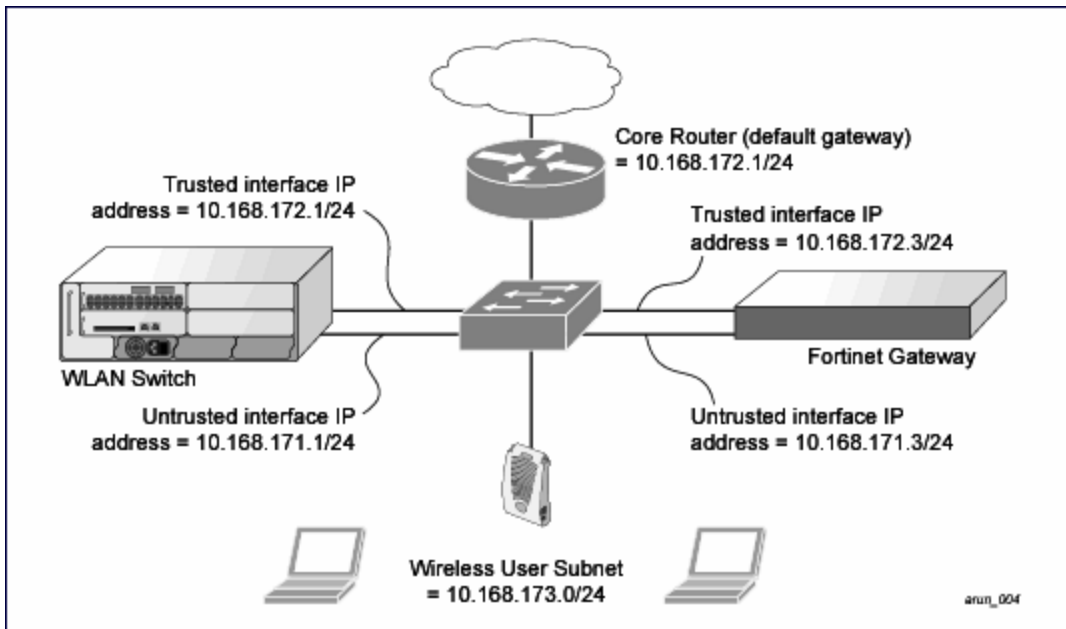 Core Router (default gateway)
= 10.168.172.1/24
Trusted interface IP
address = 10.168.172.1/24
Trusted interface IP
address = 10.168.172.3/24
WLAN Switch
Fortinet Gateway
Untrusted interface IP
address = 10.168.171.1/24
Untrusted interface IP
address = 10.168.171.3/24
Wireless User Subnet
= 10.168.173.0/24
arun_004